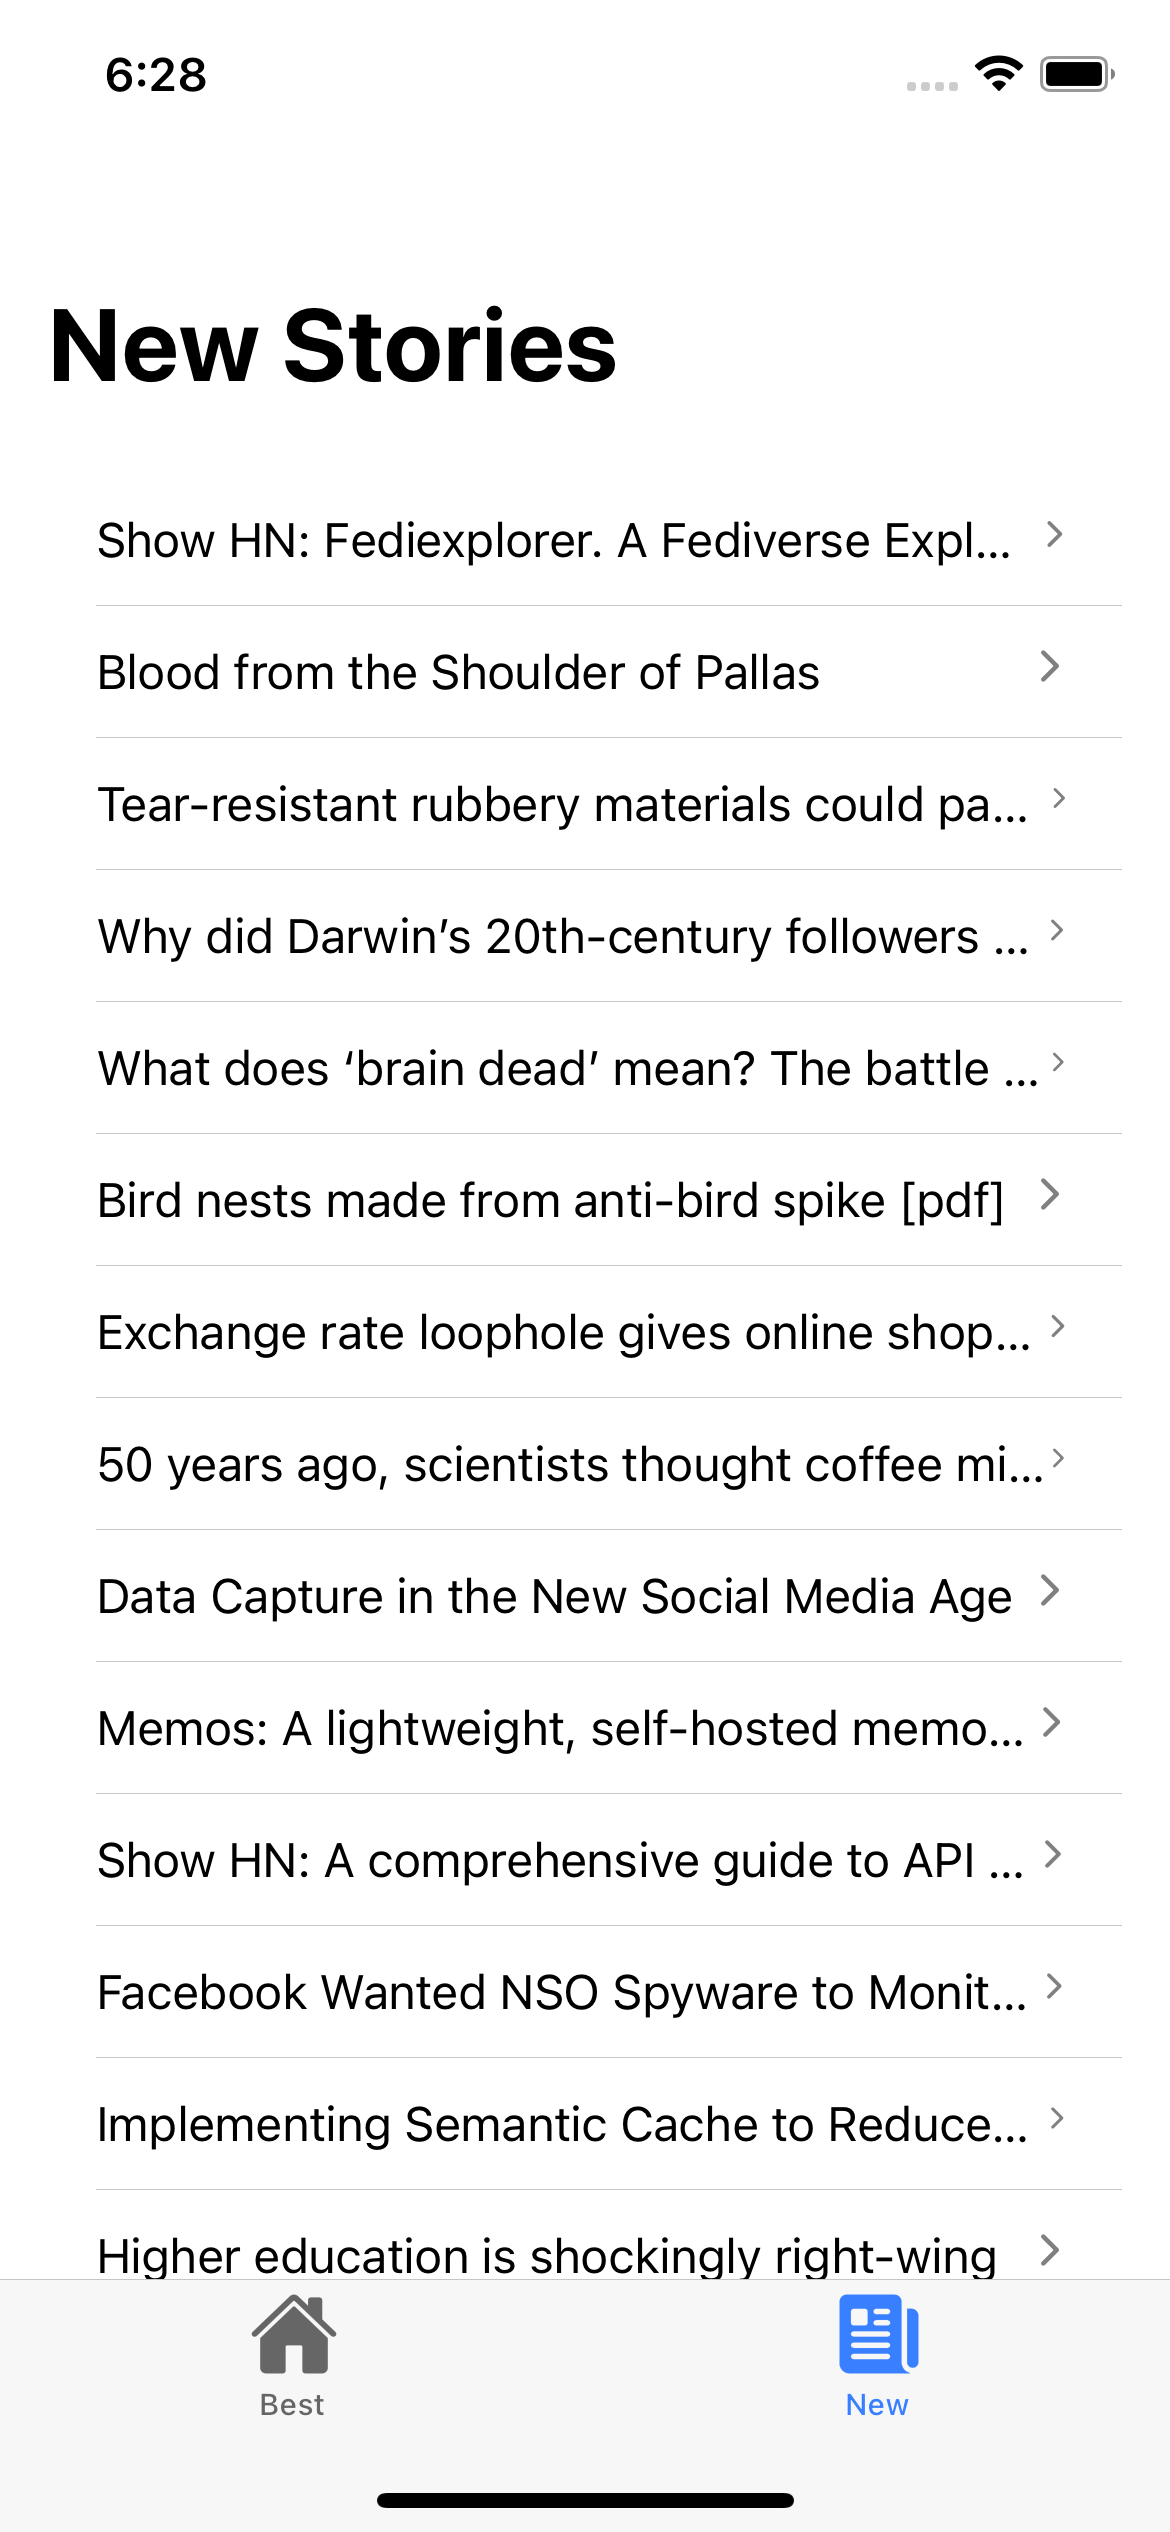 6:28
New Stories
Show HN: Fediexplorer. A Fediverse Expl...
Blood from the Shoulder of Pallas
Tear-resistant rubbery materials could pa...
Why did Darwin’s 20th-century followers ...
What does ‘brain dead’ mean? The battle ...
Bird nests made from anti-bird spike [pdf]
Exchange rate loophole gives online shop...
50 years ago, scientists thought coffee mi...
Data Capture in the New Social Media Age
Memos: A lightweight, self-hosted memo...
Show HN: A comprehensive guide to API ...
Facebook Wanted NSO Spyware to Monit...
Implementing Semantic Cache to Reduce...
Higher education is shockingly right-wing
Best
New